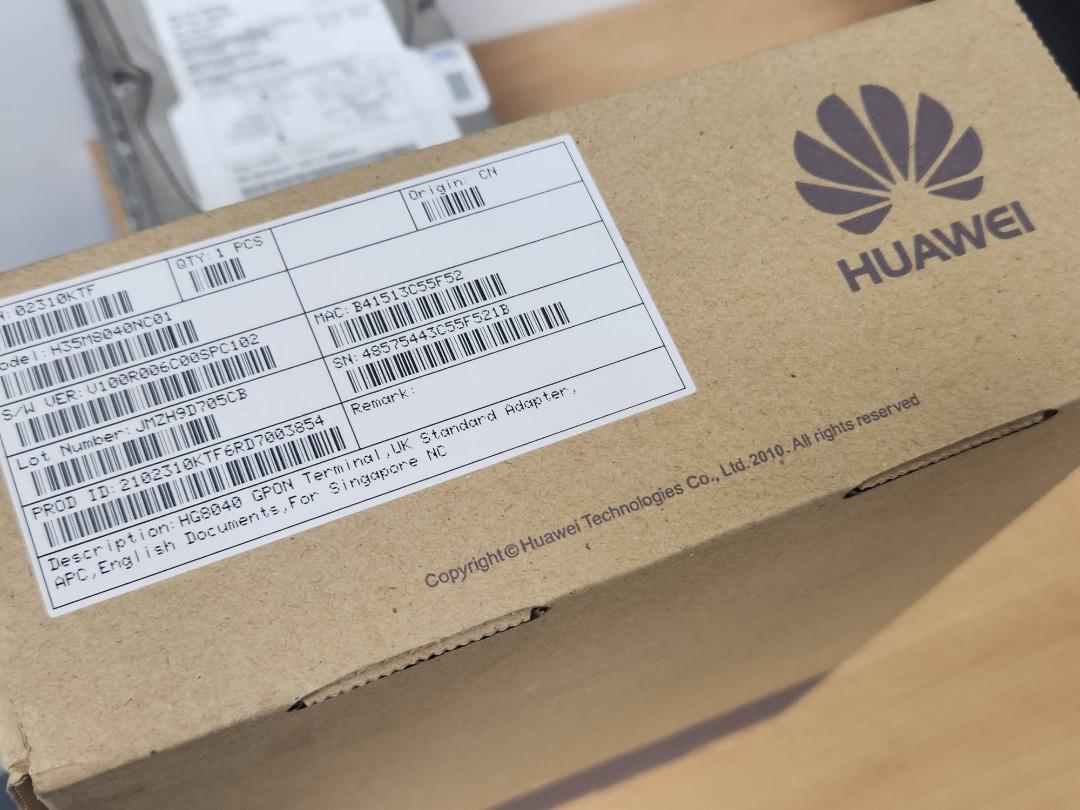 Origin: CN
QTY: 1 PCS
N: 02310KTF
odel: H35M8040NC01
MAC: B41513C55F52
S/W VER: V100R006C00SPC102
SN: 48575443C55F521B
Lot Number: JMZH9D705CB
Remark:
PROD ID: 2102310KTF6RD7003854
Description: HG8040 GPON Terminal,UK Standard Adapter,
APC,English Documents,For Singapore NC
HUAWEI
Copyright©Huawei Technologies Co., Ltd. 2010. All rights reserved